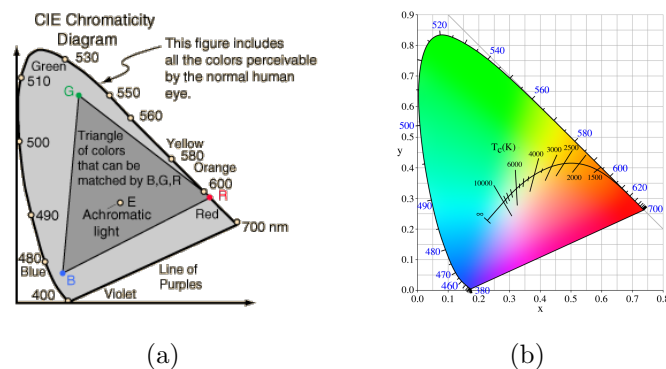 CIE Chromaticity
Diagram
This figure includes
all the colors perceivable
by the normal human
eye.
530
Green
510
G
550
560
500
Triangle
of colors
that can be
matched by B,G,R
Yellow
580
Orange
600
E
Achromatic
light
R
Red
490
700 nm
480
Blue
B
Line of
Purples
400
Violet
(a)
0.9
0.8
0.7
0.6
0.5
0.4
0.3
0.2
0.1
0.0
y
520
540
560
500
580
T_C(K)
4000
3000
2500
6000
600
2000
1500
10000
620
∞
700
490
480
470
460
380
0.0 0.1 0.2 0.3 0.4 0.5 0.6 0.7 0.8
x
(b)